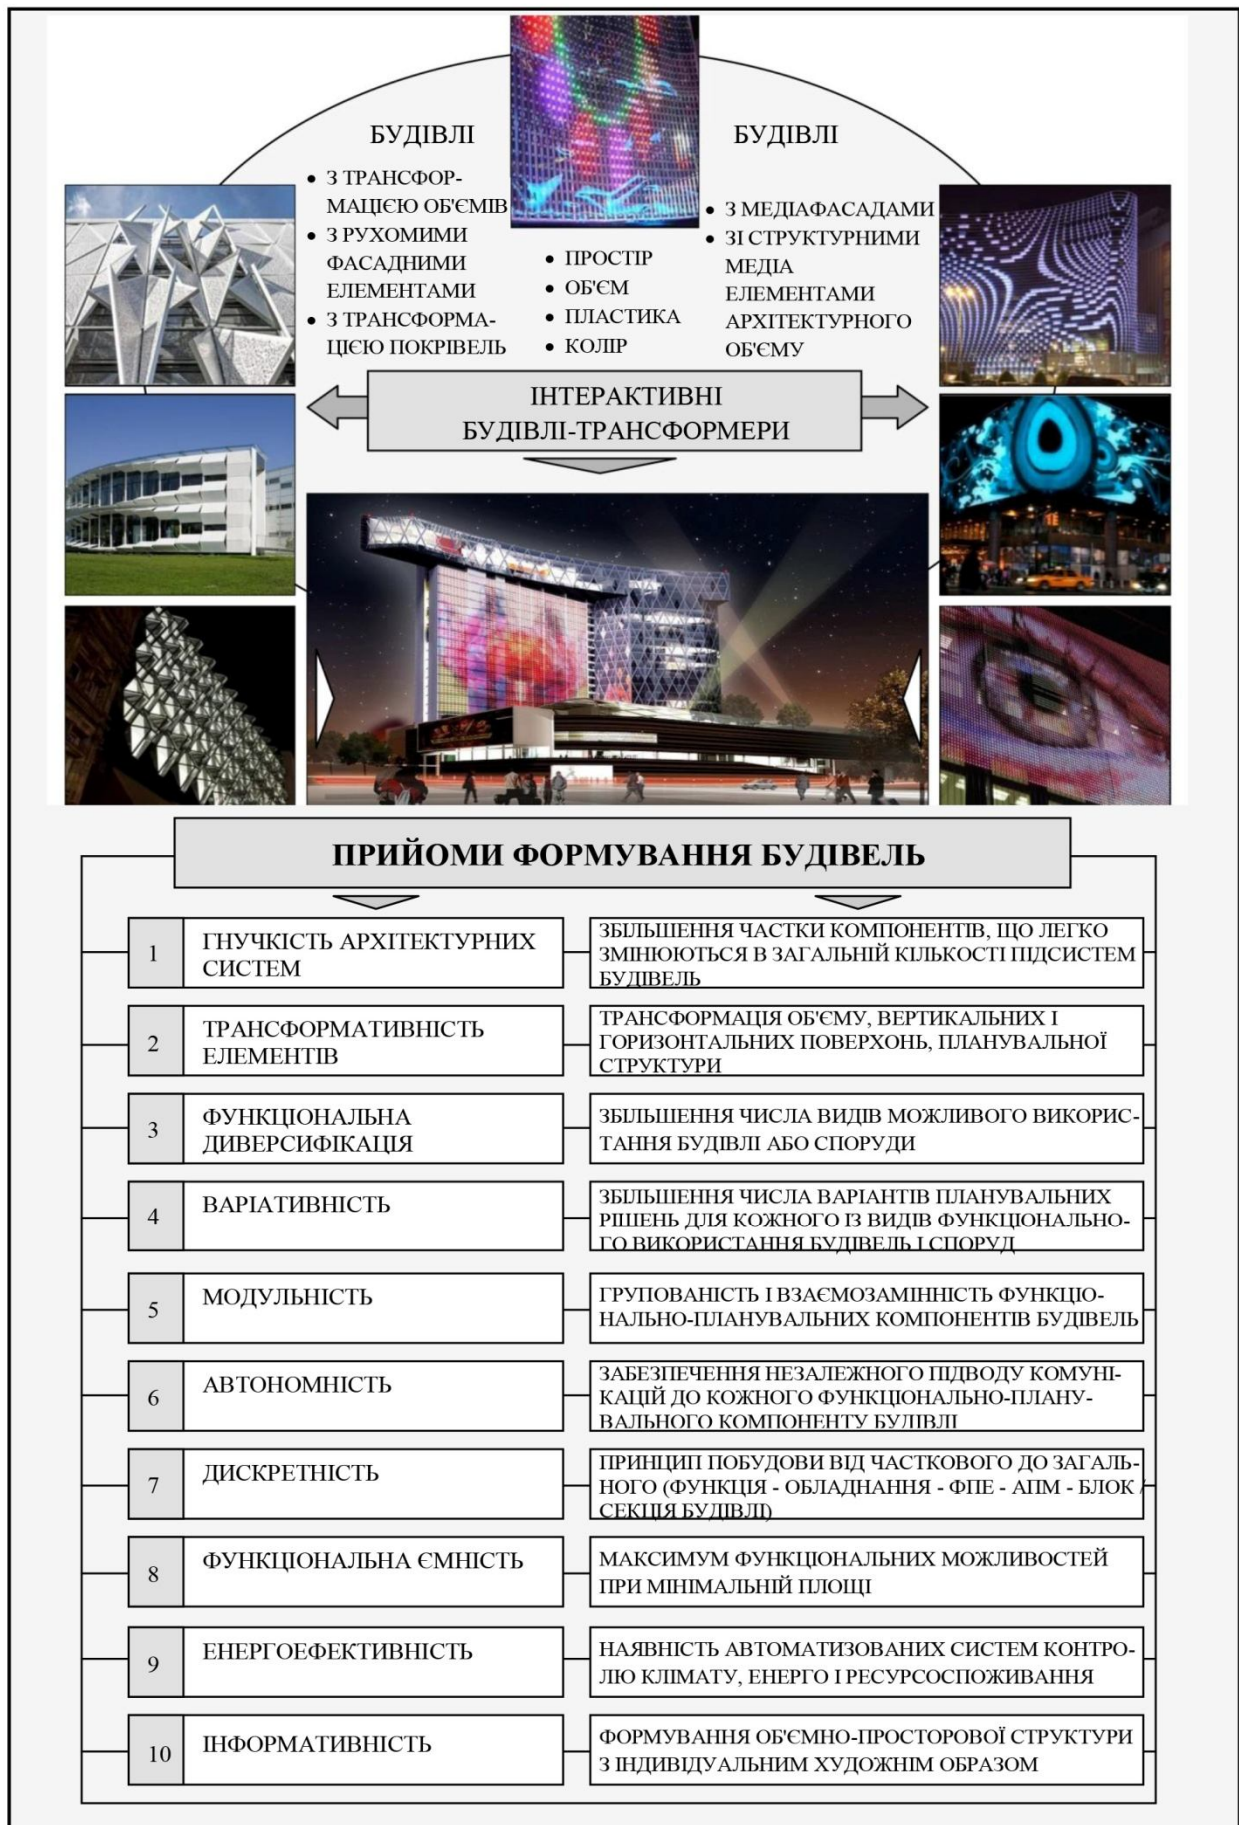 БУДІВЛІ
• З ТРАНСФОР-
МАЦІЄЮ ОБ'ЄМІВ
• З РУХОМИМИ
ФАСАДНИМИ
ЕЛЕМЕНТАМИ
• З ТРАНСФОРМА-
ЦІЄЮ ПОКРІВЕЛЬ
• ПРОСТІР
• ОБ'ЄМ
• ПЛАСТИКА
• КОЛІР
БУДІВЛІ
• З МЕДІАФАСАДАМИ
• ЗІ СТРУКТУРНИМИ
МЕДІА
ЕЛЕМЕНТАМИ
АРХІТЕКТУРНОГО
ОБ'ЄМУ
ІНТЕРАКТИВНІ
БУДІВЛІ-ТРАНСФОРМЕРИ
ПРИЙОМИ ФОРМУВАННЯ БУДІВЕЛЬ
1
ГНУЧКІСТЬ АРХІТЕКТУРНИХ
СИСТЕМ
ЗБІЛЬШЕННЯ ЧАСТКИ КОМПОНЕНТІВ, ЩО ЛЕГКО
ЗМІНЮЮТЬСЯ В ЗАГАЛЬНІЙ КІЛЬКОСТІ ПІДСИСТЕМ
БУДІВЕЛЬ
2
ТРАНСФОРМАТИВНІСТЬ
ЕЛЕМЕНТІВ
ТРАНСФОРМАЦІЯ ОБ'ЄМУ, ВЕРТИКАЛЬНИХ І
ГОРИЗОНТАЛЬНИХ ПОВЕРХОНЬ, ПЛАНУВАЛЬНОЇ
СТРУКТУРИ
3
ФУНКЦІОНАЛЬНА
ДИВЕРСИФІКАЦІЯ
ЗБІЛЬШЕННЯ ЧИСЛА ВИДІВ МОЖЛИВОГО ВИКОРИС-
ТАННЯ БУДІВЛІ АБО СПОРУДИ
4
ВАРІАТИВНІСТЬ
ЗБІЛЬШЕННЯ ЧИСЛА ВАРІАНТІВ ПЛАНУВАЛЬНИХ
РІШЕНЬ ДЛЯ КОЖНОГО ІЗ ВИДІВ ФУНКЦІОНАЛЬНО-
ГО ВИКОРИСТАННЯ БУДІВЕЛЬ І СПОРУД
5
МОДУЛЬНІСТЬ
ГРУПОВАНІСТЬ І ВЗАЄМОЗАМІННІСТЬ ФУНКЦІО-
НАЛЬНО-ПЛАНУВАЛЬНИХ КОМПОНЕНТІВ БУДІВЕЛЬ
6
АВТОНОМНІСТЬ
ЗАБЕЗПЕЧЕННЯ НЕЗАЛЕЖНОГО ПІДВОДУ КОМУНІ-
КАЦІЙ ДО КОЖНОГО ФУНКЦІОНАЛЬНО-ПЛАНУ-
ВАЛЬНОГО КОМПОНЕНТУ БУДІВЛІ
7
ДИСКРЕТНІСТЬ
ПРИНЦИП ПОБУДОВИ ВІД ЧАСТКОВОГО ДО ЗАГАЛЬ-
НОГО (ФУНКЦІЯ - ОБЛАДНАННЯ - ФПЕ - АПМ - БЛОК /
СЕКЦІЯ БУДІВЛІ)
8
ФУНКЦІОНАЛЬНА ЄМНІСТЬ
МАКСИМУМ ФУНКЦІОНАЛЬНИХ МОЖЛИВОСТЕЙ
ПРИ МІНІМАЛЬНІЙ ПЛОЩІ
9
ЕНЕРГОЕФЕКТИВНІСТЬ
НАЯВНІСТЬ АВТОМАТИЗОВАНИХ СИСТЕМ КОНТРО-
ЛЮ КЛІМАТУ, ЕНЕРГО І РЕСУРСОСПОЖИВАННЯ
10
ІНФОРМАТИВНІСТЬ
ФОРМУВАННЯ ОБ'ЄМНО-ПРОСТОРОВОЇ СТРУКТУРИ
З ІНДИВІДУАЛЬНИМ ХУДОЖНІМ ОБРАЗОМ